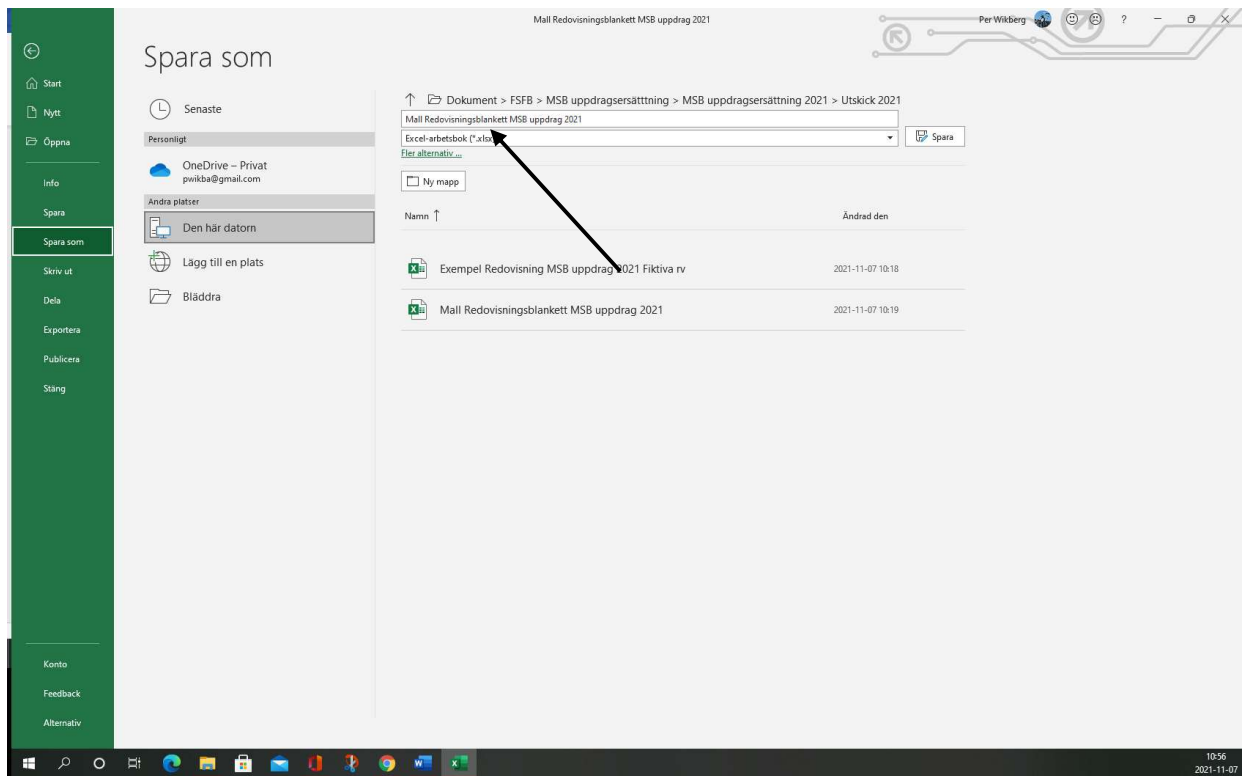 Mall Redovisningsblankett MSB uppdrag 2021
Per Wikberg
?
Spara som
Start
Nytt
Öppna
Info
Spara
Spara som
Skriv ut
Dela
Exportera
Publicera
Stäng
Konto
Feedback
Alternativ
Senaste
Personligt
OneDrive – Privat
pwikba@gmail.com
Andra platser
Den här datorn
Lägg till en plats
Bläddra
Dokument > FSFB > MSB uppdragsersätttning > MSB uppdragsersättning 2021 > Utskick 2021
Mall Redovisningsblankett MSB uppdrag 2021
Excel-arbetsbok (*.xlsx)
Spara
Fler alternativ ...
Ny mapp
Namn ↑
Ändrad den
Exempel Redovisning MSB uppdrag 2021 Fiktiva rv
2021-11-07 10:18
Mall Redovisningsblankett MSB uppdrag 2021
2021-11-07 10:19
10:56
2021-11-07